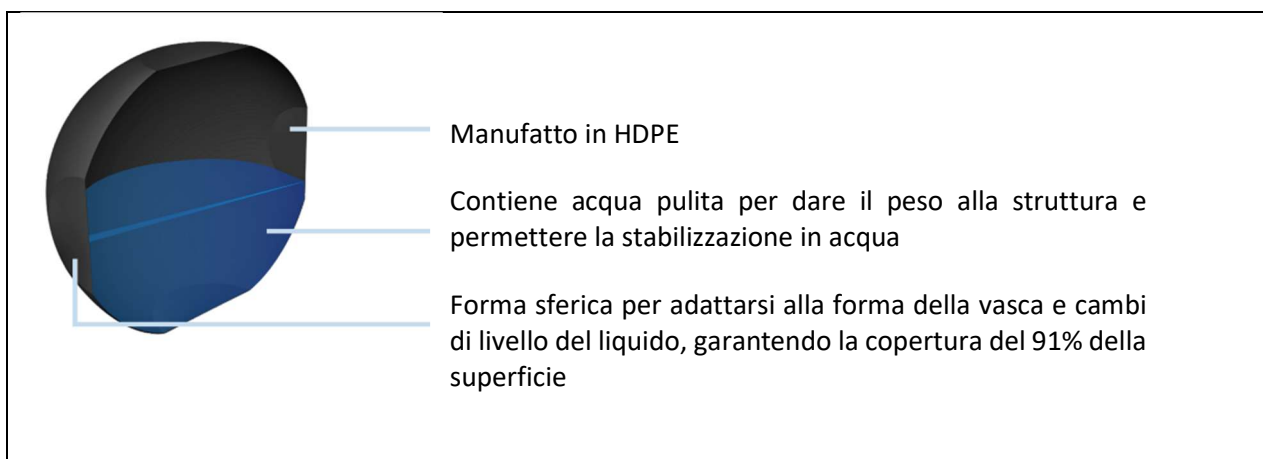 Manufatto in HDPE
Contiene acqua pulita per dare il peso alla struttura e
permettere la stabilizzazione in acqua
Forma sferica per adattarsi alla forma della vasca e cambi
di livello del liquido, garantendo la copertura del 91% della
superficie